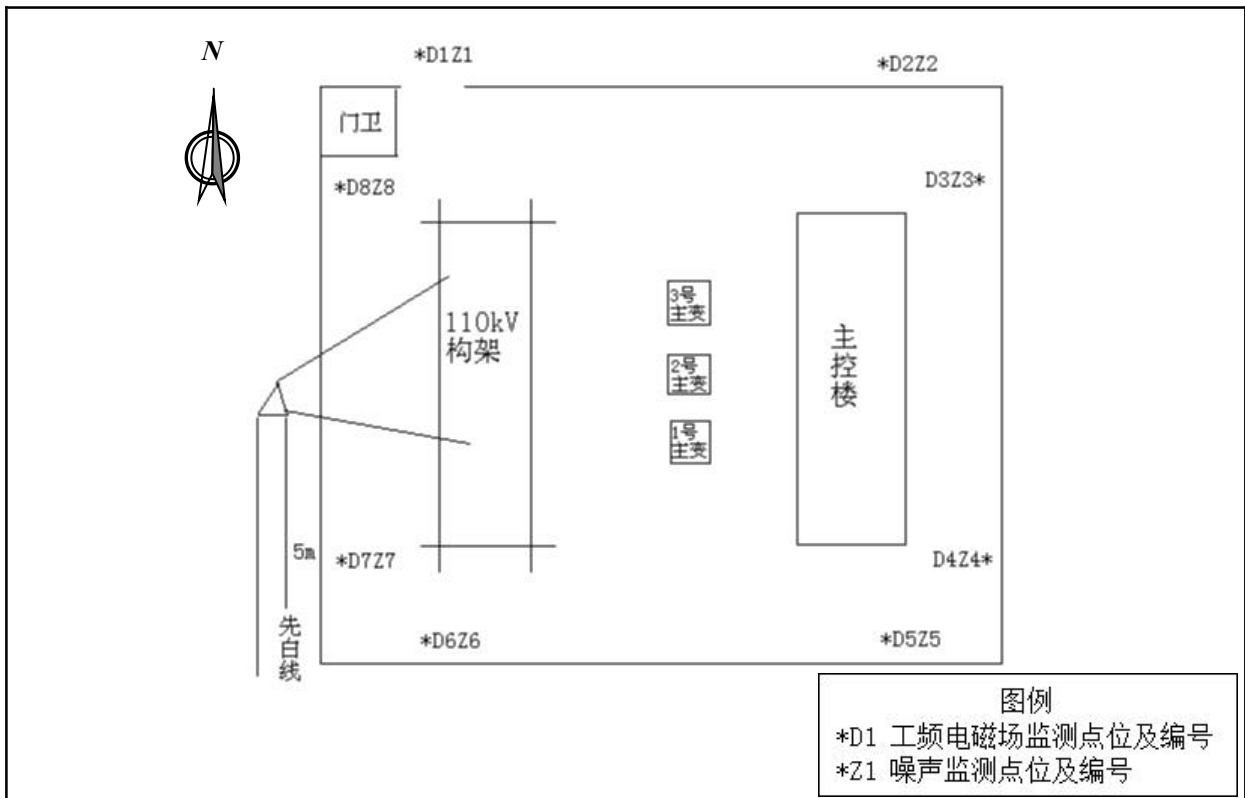 N
*D1Z1
*D2Z2
门卫
*D8Z8
D3Z3*
3号
主变
110kV
构架
2号
主变
主
控
楼
1号
主变
5m
*D7Z7
D4Z4*
先
白
线
*D6Z6
*D5Z5
图例
*D1 工频电磁场监测点位及编号
*Z1 噪声监测点位及编号